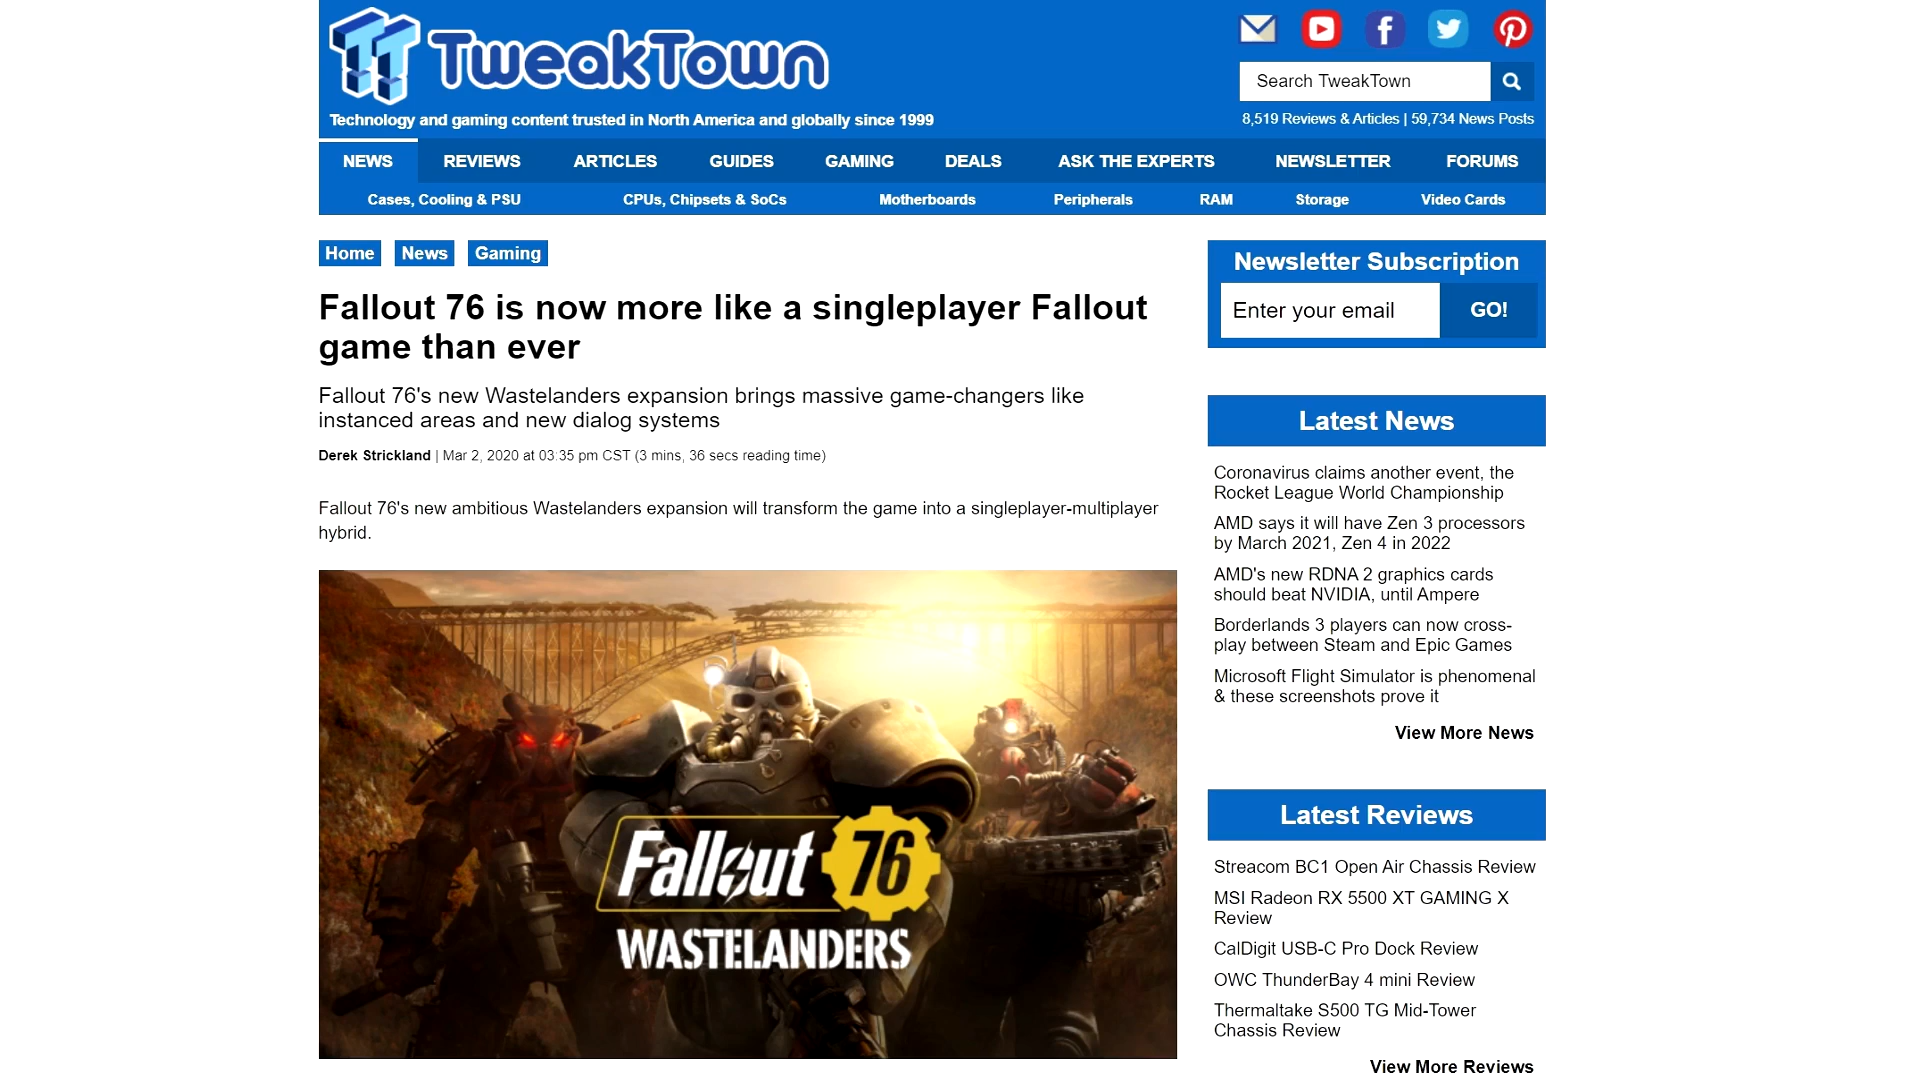 TweakTown
Technology and gaming content trusted in North America and globally since 1999
Search TweakTown
8,519 Reviews & Articles | 59,734 News Posts
NEWS REVIEWS ARTICLES GUIDES GAMING DEALS ASK THE EXPERTS NEWSLETTER FORUMS
Cases, Cooling & PSU CPUs, Chipsets & SoCs Motherboards Peripherals RAM Storage Video Cards
Home News Gaming
Fallout 76 is now more like a singleplayer Fallout
game than ever
Fallout 76's new Wastelanders expansion brings massive game-changers like
instanced areas and new dialog systems
Derek Strickland | Mar 2, 2020 at 03:35 pm CST (3 mins, 36 secs reading time)
Fallout 76's new ambitious Wastelanders expansion will transform the game into a singleplayer-multiplayer
hybrid.
Fallout 76
WASTELANDERS
Newsletter Subscription
Enter your email GO!
Latest News
Coronavirus claims another event, the
Rocket League World Championship
AMD says it will have Zen 3 processors
by March 2021, Zen 4 in 2022
AMD's new RDNA 2 graphics cards
should beat NVIDIA, until Ampere
Borderlands 3 players can now cross-
play between Steam and Epic Games
Microsoft Flight Simulator is phenomenal
& these screenshots prove it
View More News
Latest Reviews
Streacom BC1 Open Air Chassis Review
MSI Radeon RX 5500 XT GAMING X
Review
CalDigit USB-C Pro Dock Review
OWC ThunderBay 4 mini Review
Thermaltake S500 TG Mid-Tower
Chassis Review
View More Reviews